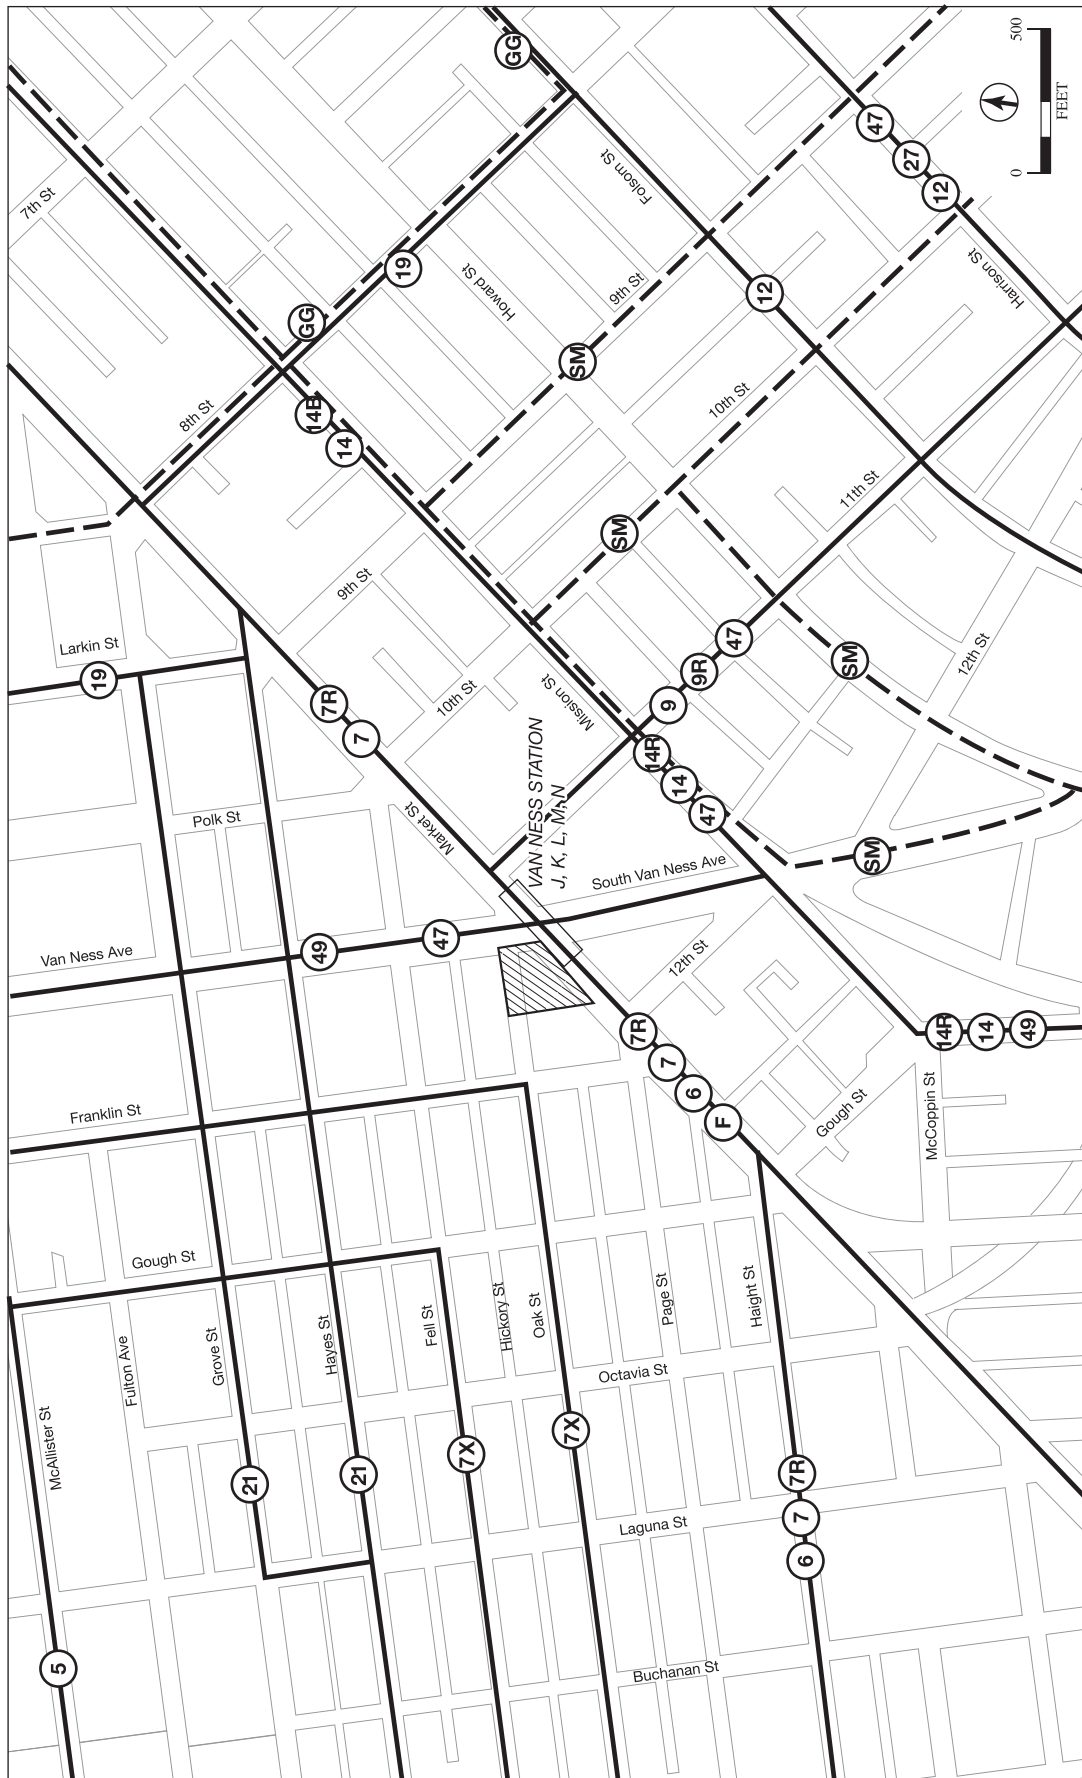 GG
500
FEET
0
47
27
12
7th St
Folsom St
Harrison St
19
Howard St
9th St
12
GG
SM
8th St
14B
14
10th St
11th St
SM
9th St
Larkin St
19
47
9R
9
SM
12th St
Mission St
10th St
7R
7
14R
14
47
VAN NESS STATION
J, K, L, M, N
Polk St
Market St
SM
South Van Ness Ave
Van Ness Ave
49
47
12th St
7R
7
6
F
14R
14
49
Franklin St
Gough St
McCoppin St
Gough St
McAllister St
Fulton Ave
Grove St
Hayes St
Fell St
Hickory St
Oak St
Page St
Haight St
Octavia St
21
21
7X
7X
7R
7
6
Laguna St
5
Buchanan St